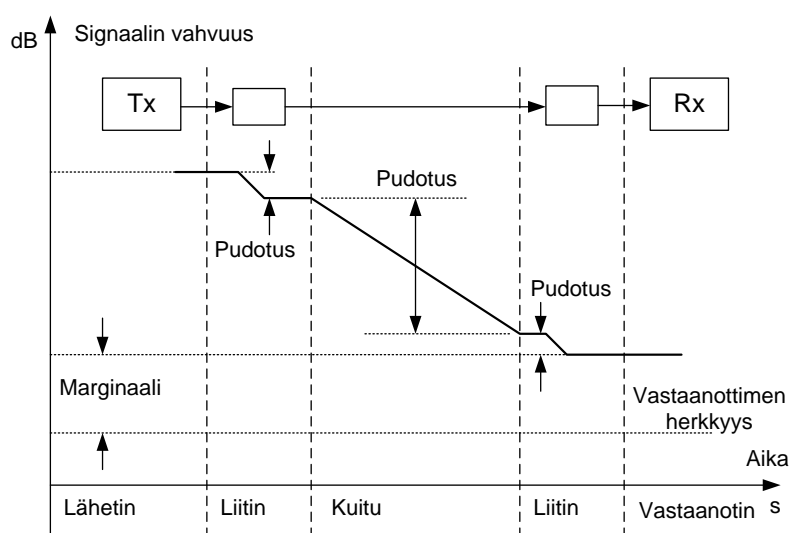 dB
Signaalin vahvuus
Tx
Rx
Pudotus
Pudotus
Pudotus
Marginaali
Vastaanottimen
herkkyys
Aika
Lähetin
Liitin
Kuitu
Liitin
Vastaanotin
s